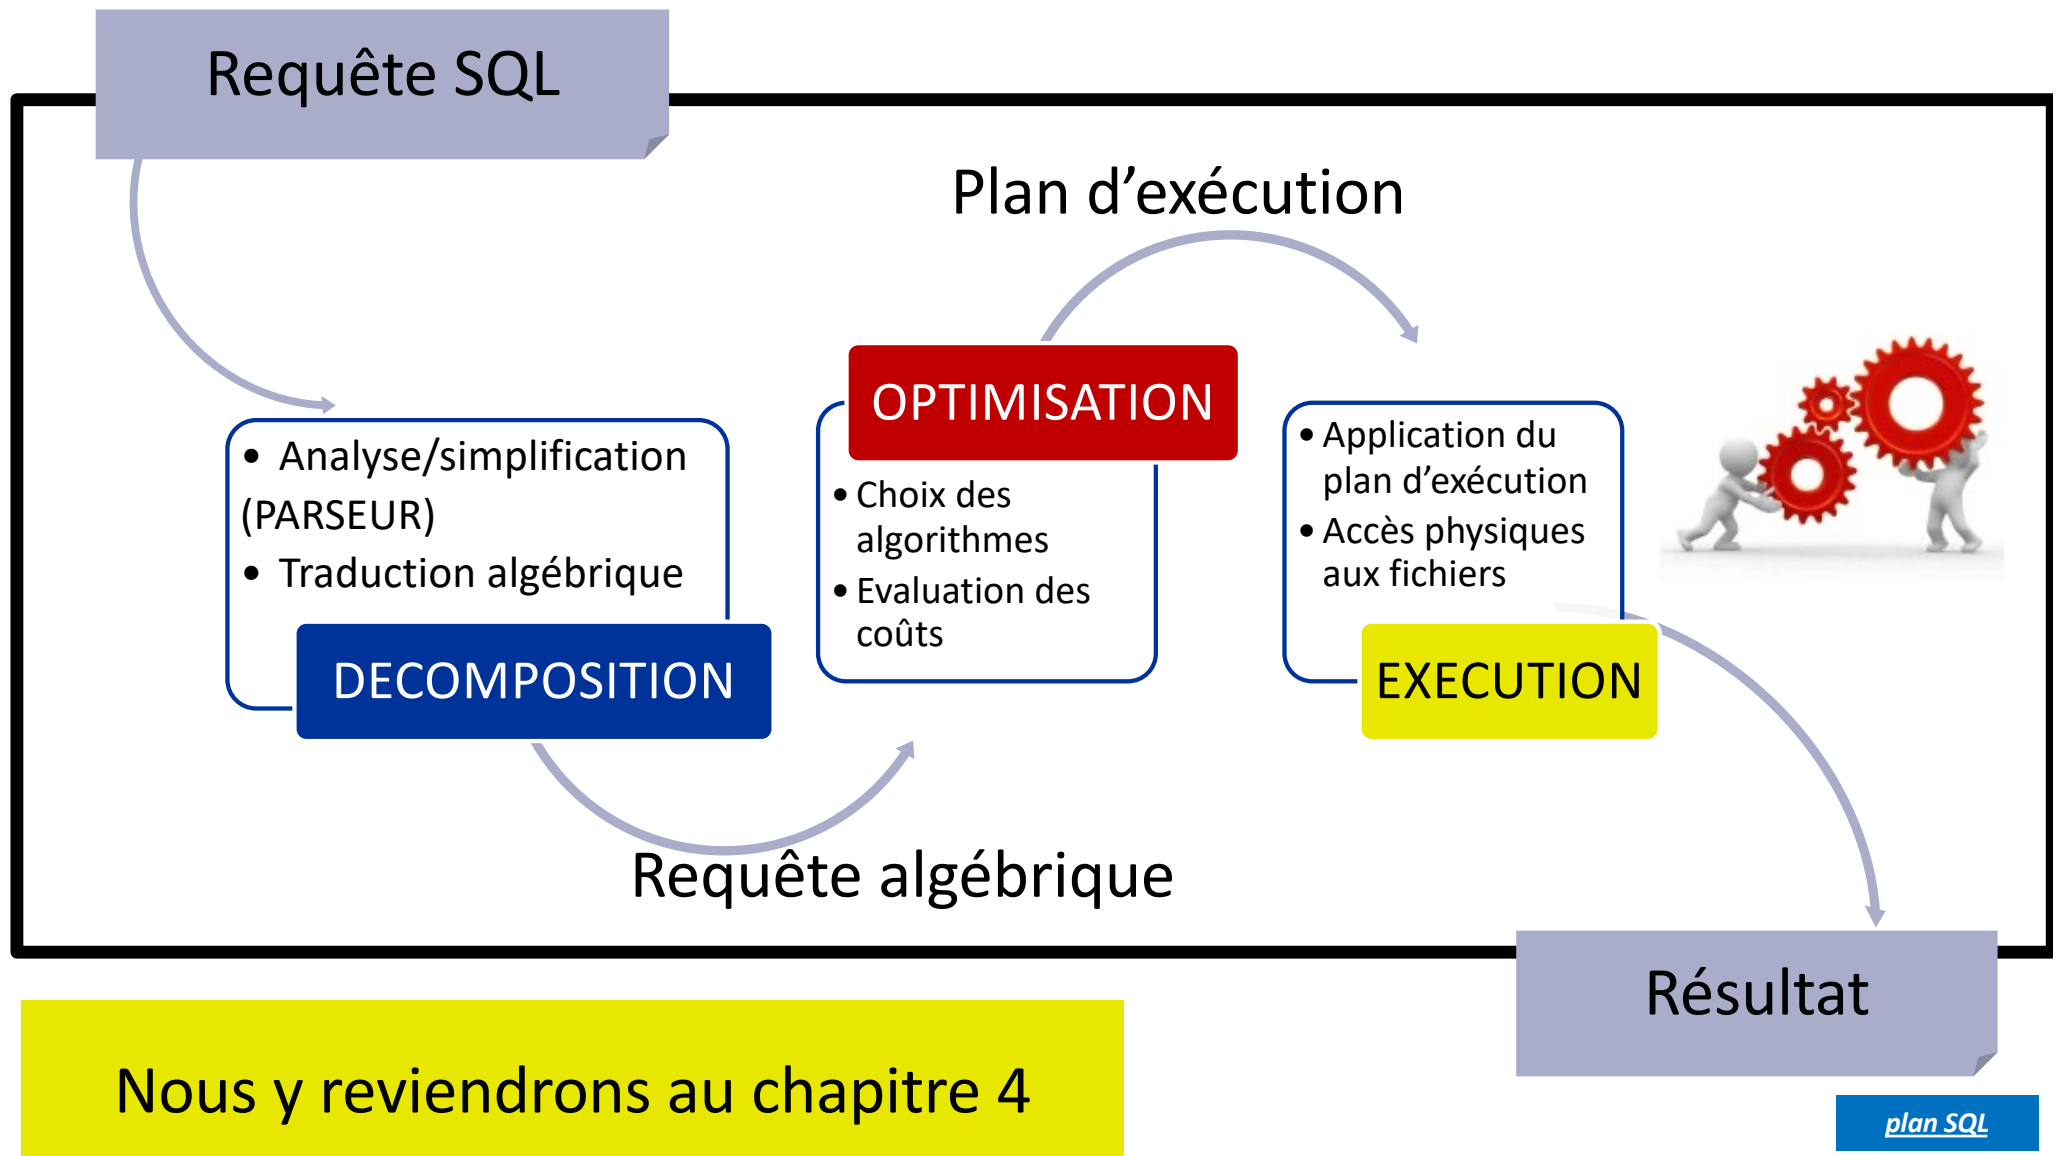 Requête SQL
Plan d’exécution
• Analyse/simplification
(PARSEUR)
• Traduction algébrique
DECOMPOSITION
OPTIMISATION
• Choix des
algorithmes
• Evaluation des
coûts
• Application du
plan d’exécution
• Accès physiques
aux fichiers
EXECUTION
Requête algébrique
Résultat
Nous y reviendrons au chapitre 4
plan SQL